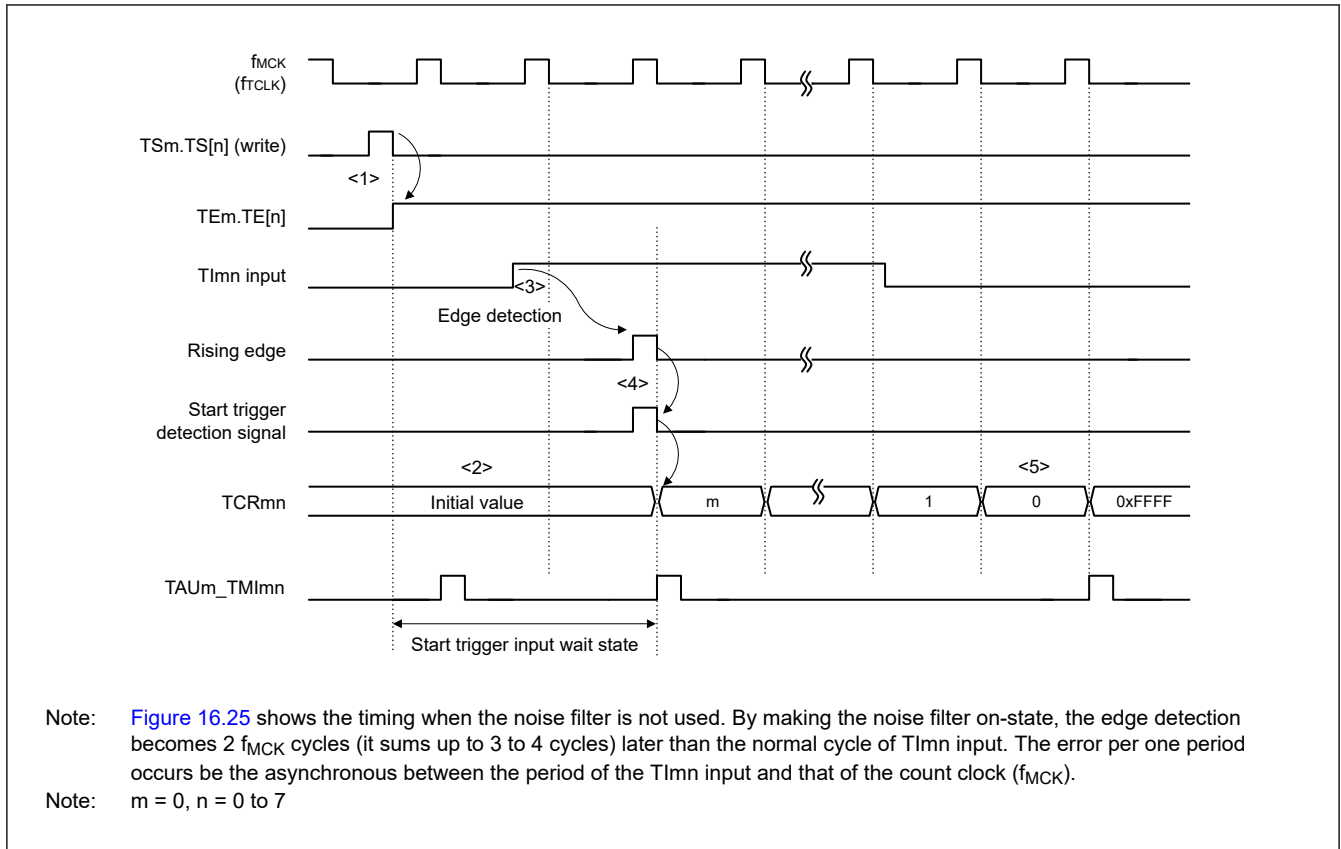 fMCK
(fTCLK)
TSm.TS[n] (write)
<1>
TEm.TE[n]
TImn input
<3>
Edge detection
Rising edge
<4>
Start trigger
detection signal
<2>
<5>
TCRmn
Initial value
m
1
0
0xFFFF
TAUm_TMImn
Start trigger input wait state
Note: Figure 16.25 shows the timing when the noise filter is not used. By making the noise filter on-state, the edge detection
becomes 2 fMCK cycles (it sums up to 3 to 4 cycles) later than the normal cycle of TImn input. The error per one period
occurs be the asynchronous between the period of the TImn input and that of the count clock (fMCK).
Note: m = 0, n = 0 to 7